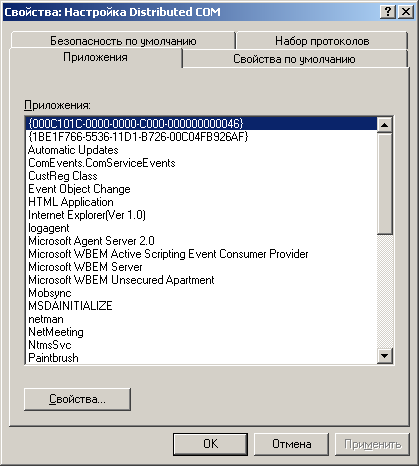 Свойства: Настройка Distributed COM
Безопасность по умолчанию
Набор протоколов
Приложения
Свойства по умолчанию
Приложения:
{000C101C-0000-0000-C000-000000000046}
{1BE1F766-5536-11D1-B726-00C04FB926AF}
Automatic Updates
ComEvents.ComServiceEvents
CustReg Class
Event Object Change
HTML Application
Internet Explorer(Ver 1.0)
logagent
Microsoft Agent Server 2.0
Microsoft WBEM Active Scripting Event Consumer Provider
Microsoft WBEM Server
Microsoft WBEM Unsecured Apartment
Mobsync
MSDAINITIALIZE
netman
NetMeeting
NtmsSvc
Paintbrush
Свойства...
OK
Отмена
Применить